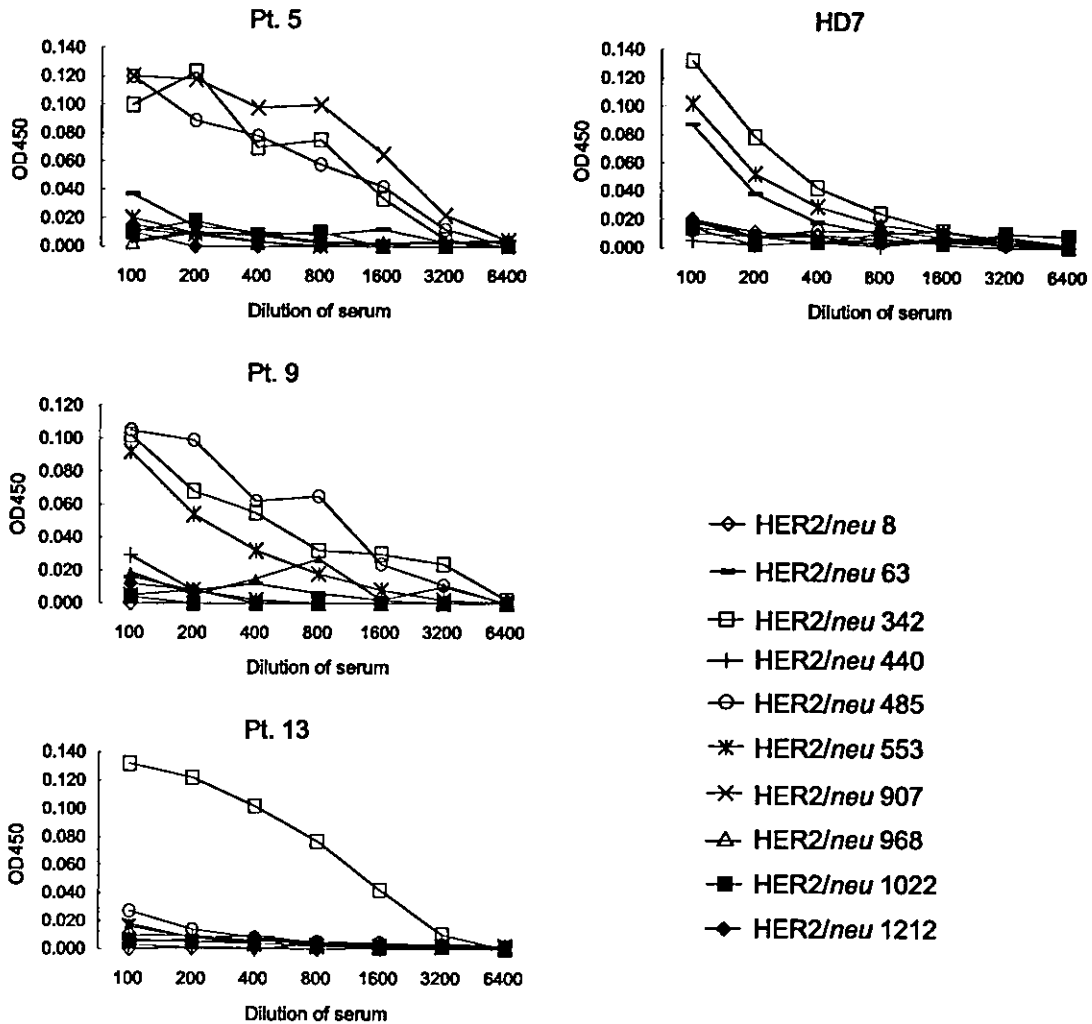 Pt. 5
0.140
0.120
0.100
0.080
0.060
0.040
0.020
0.000
OD450
100 200 400 800 1600 3200 6400
Dilution of serum
HD7
0.140
0.120
0.100
0.080
0.060
0.040
0.020
0.000
OD450
100 200 400 800 1600 3200 6400
Dilution of serum
Pt. 9
0.120
0.100
0.080
0.060
0.040
0.020
0.000
OD450
100 200 400 800 1600 3200 6400
Dilution of serum
Pt. 13
0.140
0.120
0.100
0.080
0.060
0.040
0.020
0.000
OD450
100 200 400 800 1600 3200 6400
Dilution of serum
HER2/neu 8
HER2/neu 63
HER2/neu 342
HER2/neu 440
HER2/neu 485
HER2/neu 553
HER2/neu 907
HER2/neu 968
HER2/neu 1022
HER2/neu 1212